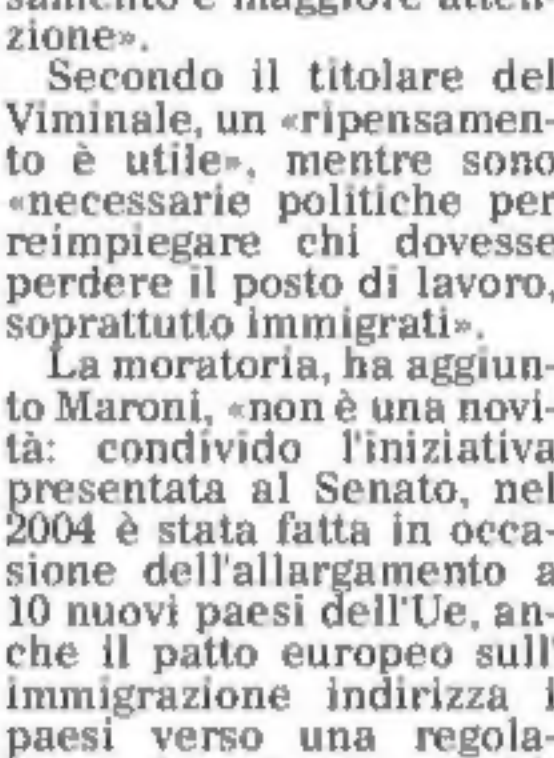 samento e maggiore atten-
zione».
Secondo il titolare del
Viminale, un «ripensamen-
to è utile», mentre sono
«necessarie politiche per
reimpiegare chi dovesse
perdere il posto di lavoro,
soprattutto immigrati».
La moratoria, ha aggiun-
to Maroni, «non è una novi-
tà: condivido l'iniziativa
presentata al Senato, nel
2004 è stata fatta in occa-
sione dell'allargamento a
10 nuovi paesi dell'Ue, an-
che il patto europeo sull'
immigrazione indirizza i
paesi verso una regola-